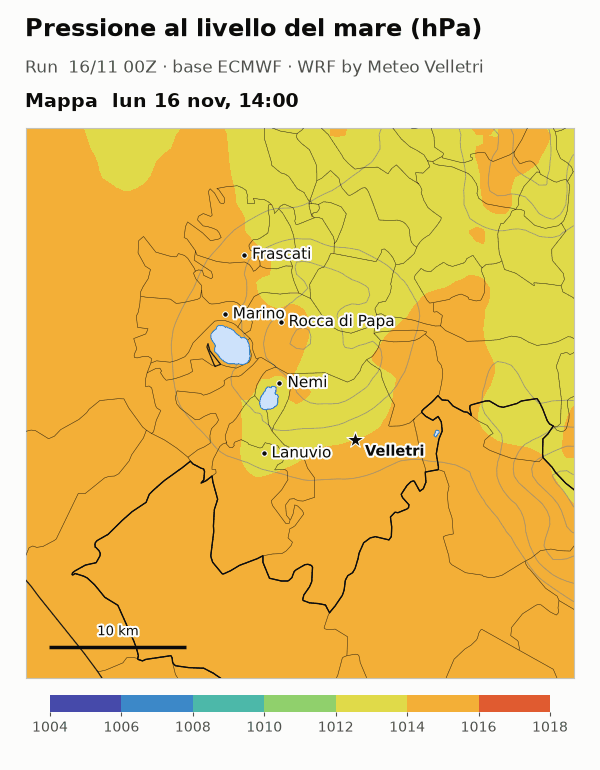 Pressione al livello del mare (hPa)
Run  16/11 00Z · base ECMWF · WRF by Meteo Velletri
Mappa  lun 16 nov, 14:00
Frascati
Marino
Rocca di Papa
Nemi
Velletri
Lanuvio
10 km
1004 1006 1008 1010 1012 1014 1016 1018